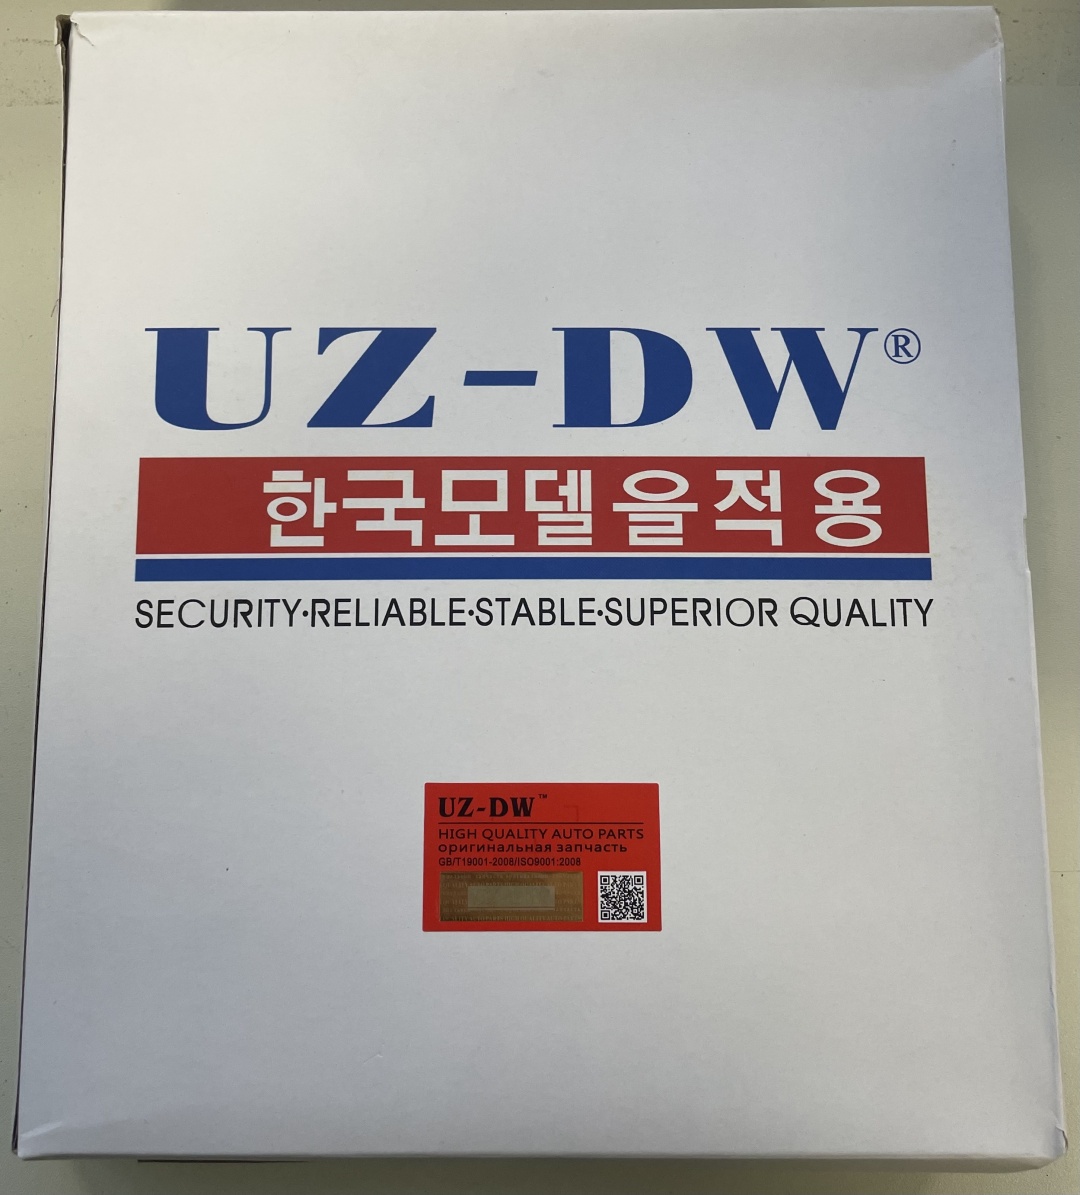 UZ-DW®
한국모델을적용
SECURITY·RELIABLE·STABLE·SUPERIOR QUALITY
UZ-DW™
HIGH QUALITY AUTO PARTS
оригинальная запчасть
GB/T19001-2008/ISO9001:2008